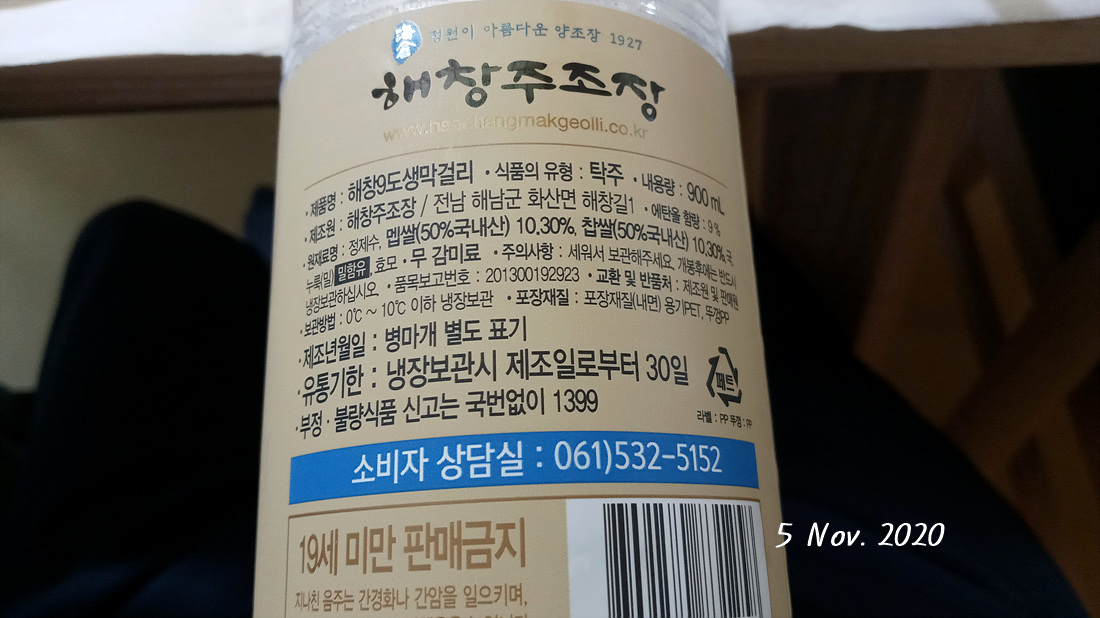 정원이 아름다운 양조장 1927
해창주조장
www.haechangmakgeolli.co.kr
· 제품명 : 해창9도생막걸리 · 식품의 유형 : 탁주 · 내용량 : 900 mL
· 제조원 : 해창주조장 / 전남 해남군 화산면 해창길1 · 에탄올 함량 : 9%
· 원재료명 : 정제수, 멥쌀(50%국내산) 10.30%, 찹쌀(50%국내산) 10.30%, 국,
누룩(밀) 밀함유, 효모 · 무 감미료 · 주의사항 : 세워서 보관해주세요, 개봉후에는 반드시
냉장보관하십시오 · 품목보고번호 : 201300192923 · 교환 및 반품처 : 제조원 및 판매원
· 보관방법 : 0℃ ~ 10℃ 이하 냉장보관 · 포장재질 : 포장재질(내면) 용기PET, 뚜껑PP
· 제조년월일 : 병마개 별도 표기
· 유통기한 : 냉장보관시 제조일로부터 30일
페트
· 부정 · 불량식품 신고는 국번없이 1399
라벨 : PP 뚜껑 : PP
소비자 상담실 : 061)532-5152
19세 미만 판매금지
지나친 음주는 간경화나 간암을 일으키며,
5 Nov. 2020